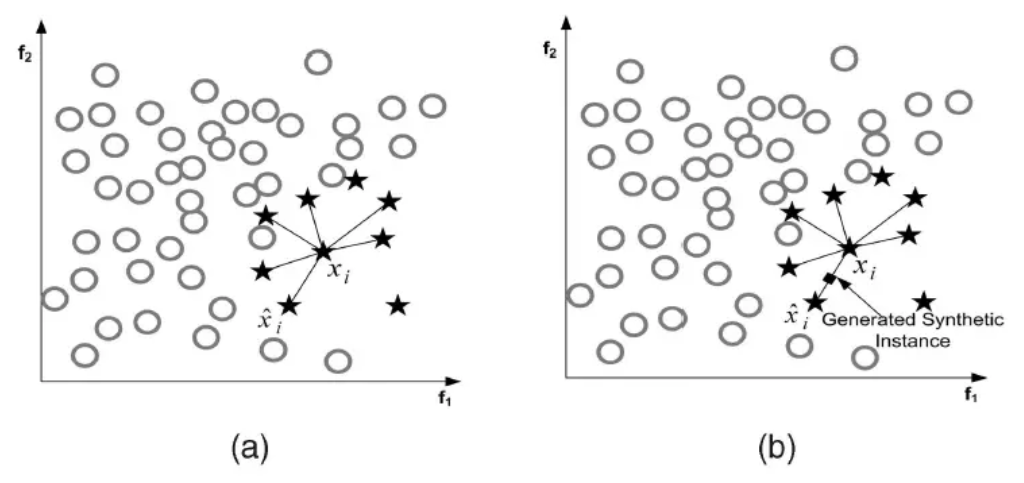 f₂
xᵢ
x̂ᵢ
f₁
(a)
f₂
xᵢ
x̂ᵢ
Generated Synthetic
Instance
f₁
(b)